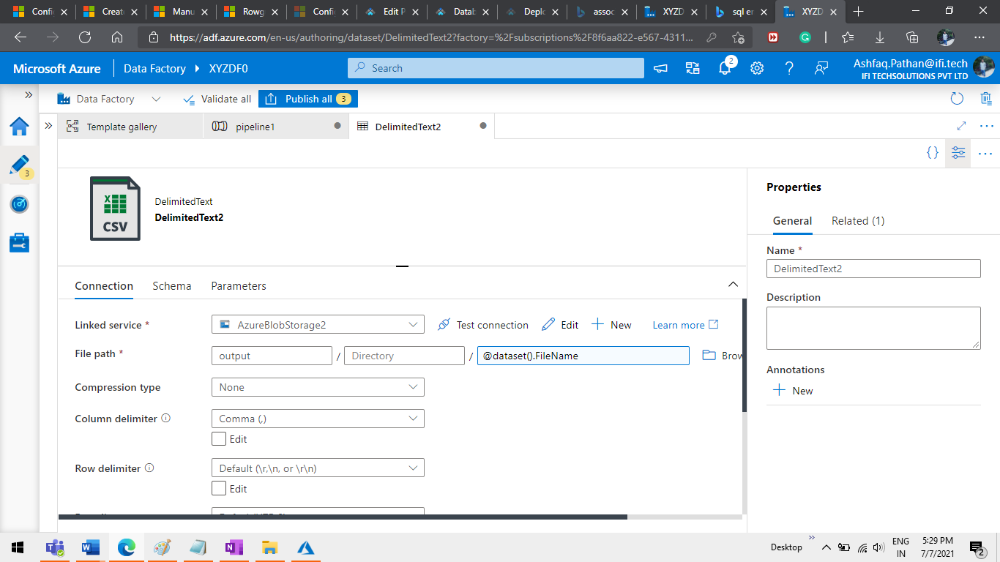 Confi
Create
Manu
Rowg
Config
Edit P
Datab
Deplo
assoc
XYZD
sql er
XYZD
https://adf.azure.com/en-us/authoring/dataset/DelimitedText2?factory=%2Fsubscriptions%2F8f6aa822-e567-4311...
Microsoft Azure
Data Factory
XYZDF0
Search
2
Ashfaq.Pathan@ifi.tech
IFI TECHSOLUTIONS PVT LTD
Data Factory
Validate all
Publish all 3
Template gallery
pipeline1
DelimitedText2
3
{}
X
CSV
DelimitedText
DelimitedText2
Connection
Schema
Parameters
Linked service *
AzureBlobStorage2
Test connection
Edit
New
Learn more
File path *
output
/
Directory
/
@dataset().FileName
Brow
Compression type
None
Column delimiter
Comma (,)
Edit
Row delimiter
Default (\r,\n, or \r\n)
Edit
Properties
General
Related (1)
Name *
DelimitedText2
Description
Annotations
New
Desktop
ENG
IN
5:29 PM
7/7/2021
2